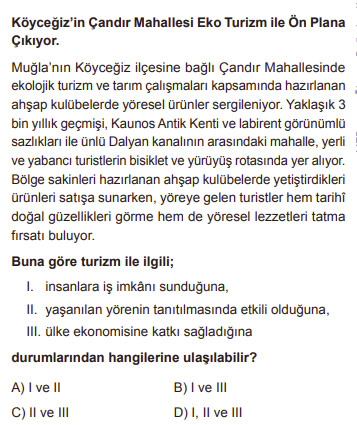 Köyceğiz’in Çandır Mahallesi Eko Turizm ile Ön Plana
Çıkıyor.
Muğla’nın Köyceğiz ilçesine bağlı Çandır Mahallesinde
ekolojik turizm ve tarım çalışmaları kapsamında hazırlanan
ahşap kulübelerde yöresel ürünler sergileniyor. Yaklaşık 3
bin yıllık geçmişi, Kaunos Antik Kenti ve labirent görünümlü
sazlıkları ile ünlü Dalyan kanalının arasındaki mahalle, yerli
ve yabancı turistlerin bisiklet ve yürüyüş rotasında yer alıyor.
Bölge sakinleri hazırlanan ahşap kulübelerde yetiştirdikleri
ürünleri satışa sunarken, yöreye gelen turistler hem tarihî
doğal güzellikleri görme hem de yöresel lezzetleri tatma
fırsatı buluyor.
Buna göre turizm ile ilgili;
I. insanlara iş imkânı sunduğuna,
II. yaşanılan yörenin tanıtılmasında etkili olduğuna,
III. ülke ekonomisine katkı sağladığına
durumlarından hangilerine ulaşılabilir?
A) I ve II B) I ve III
C) II ve III D) I, II ve III